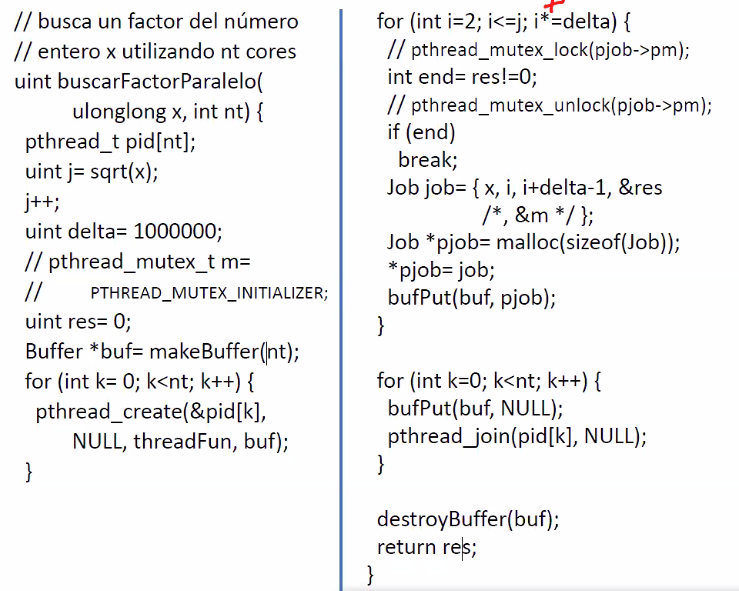 // busca un factor del número
// entero x utilizando nt cores
uint buscarFactorParalelo(
ulonglong x, int nt) {
pthread_t pid[nt];
uint j= sqrt(x);
j++;
uint delta= 1000000;
// pthread_mutex_t m=
// PTHREAD_MUTEX_INITIALIZER;
uint res= 0;
Buffer *buf= makeBuffer(nt);
for (int k= 0; k<nt; k++) {
pthread_create(&pid[k],
NULL, threadFun, buf);
}
for (int i=2; i<=j; i*=delta) {
// pthread_mutex_lock(pjob->pm);
int end= res!=0;
// pthread_mutex_unlock(pjob->pm);
if (end)
break;
Job job= { x, i, i+delta-1, &res
/*, &m */ };
Job *pjob= malloc(sizeof(Job));
*pjob= job;
bufPut(buf, pjob);
}
for (int k=0; k<nt; k++) {
bufPut(buf, NULL);
pthread_join(pid[k], NULL);
}
destroyBuffer(buf);
return res;
}